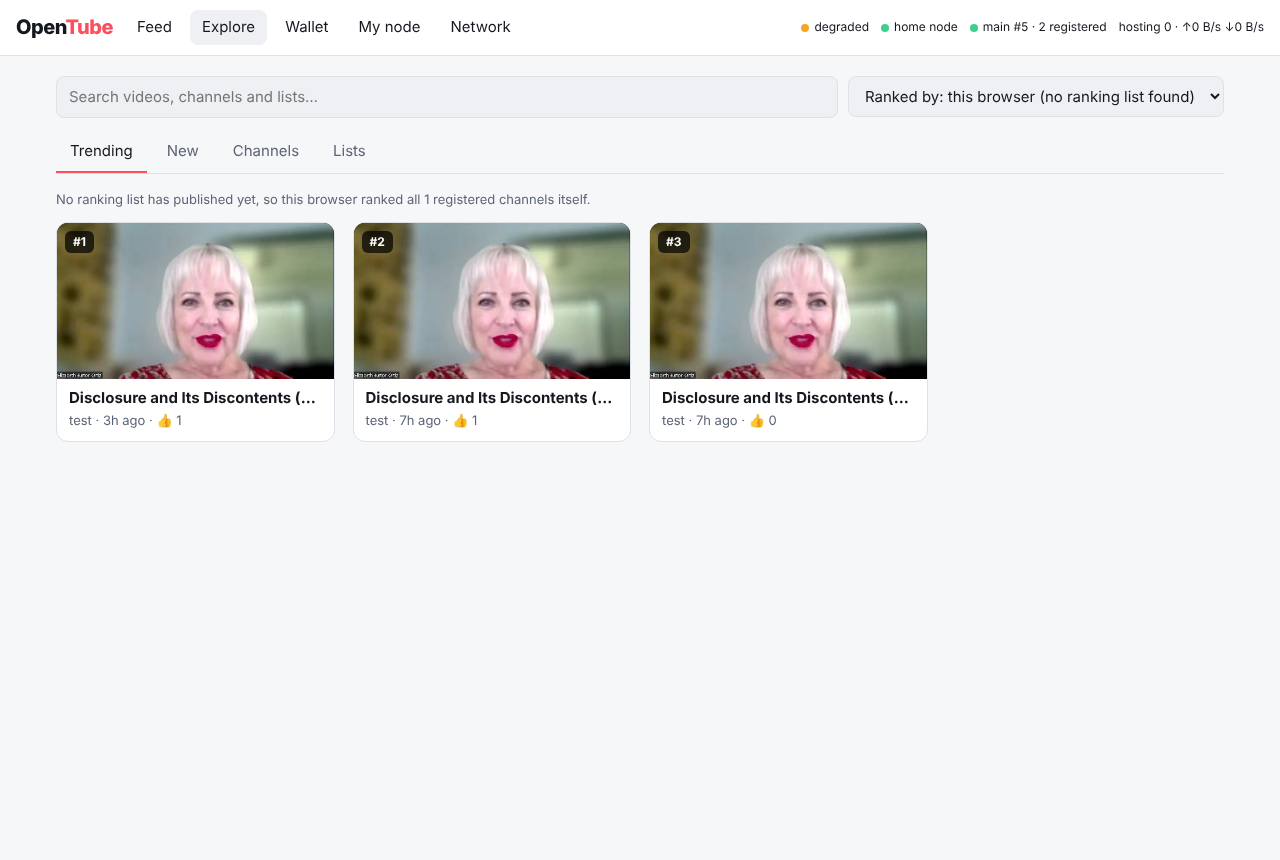 OpenTube Feed Explore Wallet My node Network degraded home node main #5 · 2 registered hosting 0 · ↑0 B/s ↓0 B/s
Search videos, channels and lists... Ranked by: this browser (no ranking list found)
Trending New Channels Lists
No ranking list has published yet, so this browser ranked all 1 registered channels itself.
#1 #2 #3
Disclosure and Its Discontents (... Disclosure and Its Discontents (... Disclosure and Its Discontents (...
test · 3h ago · 👍 1 test · 7h ago · 👍 1 test · 7h ago · 👍 0